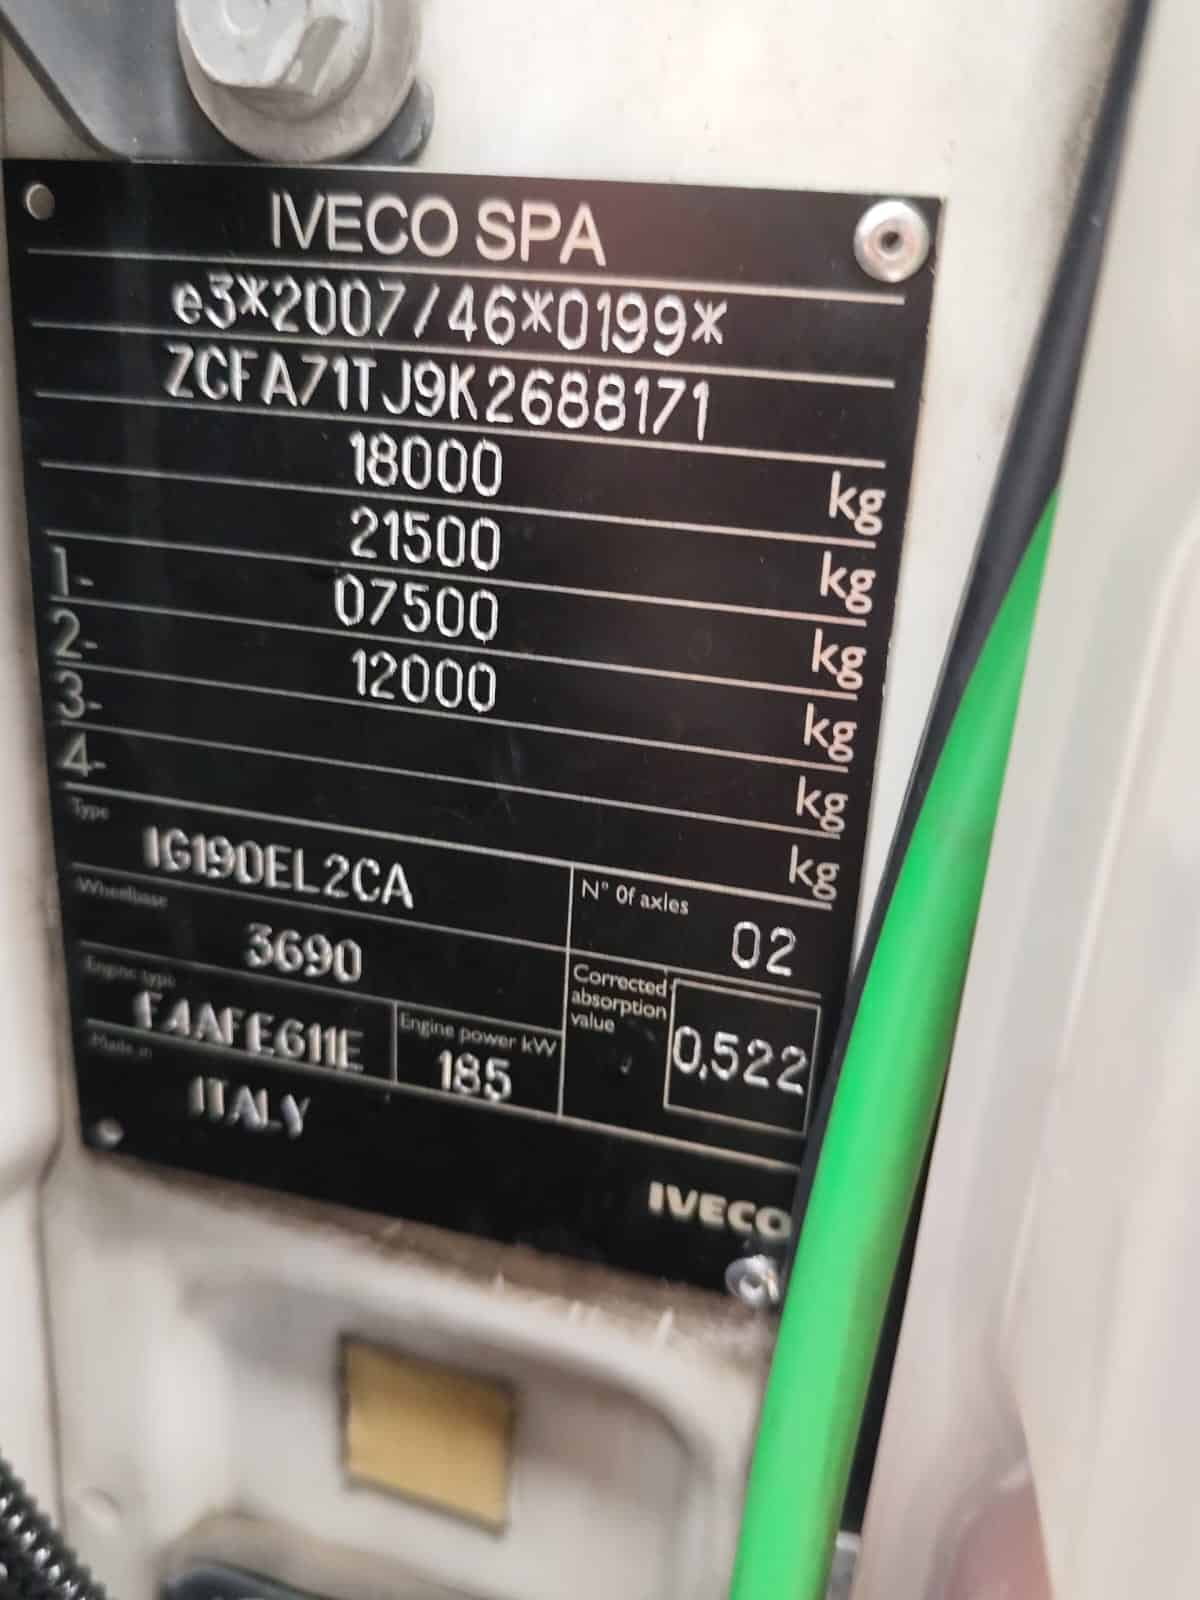 IVECO SPA
e3*2007/46*0199*
ZCFA71TJ9K2688171
18000 kg
21500 kg
1- 07500 kg
2- 12000 kg
3- kg
4- kg
Type
IG190EL2CA
N° Of axles
02
Wheelbase
3690
Corrected absorption value
0,522
Engine type
F4AFE611E
Engine power kW
185
Made in
ITALY
IVECO